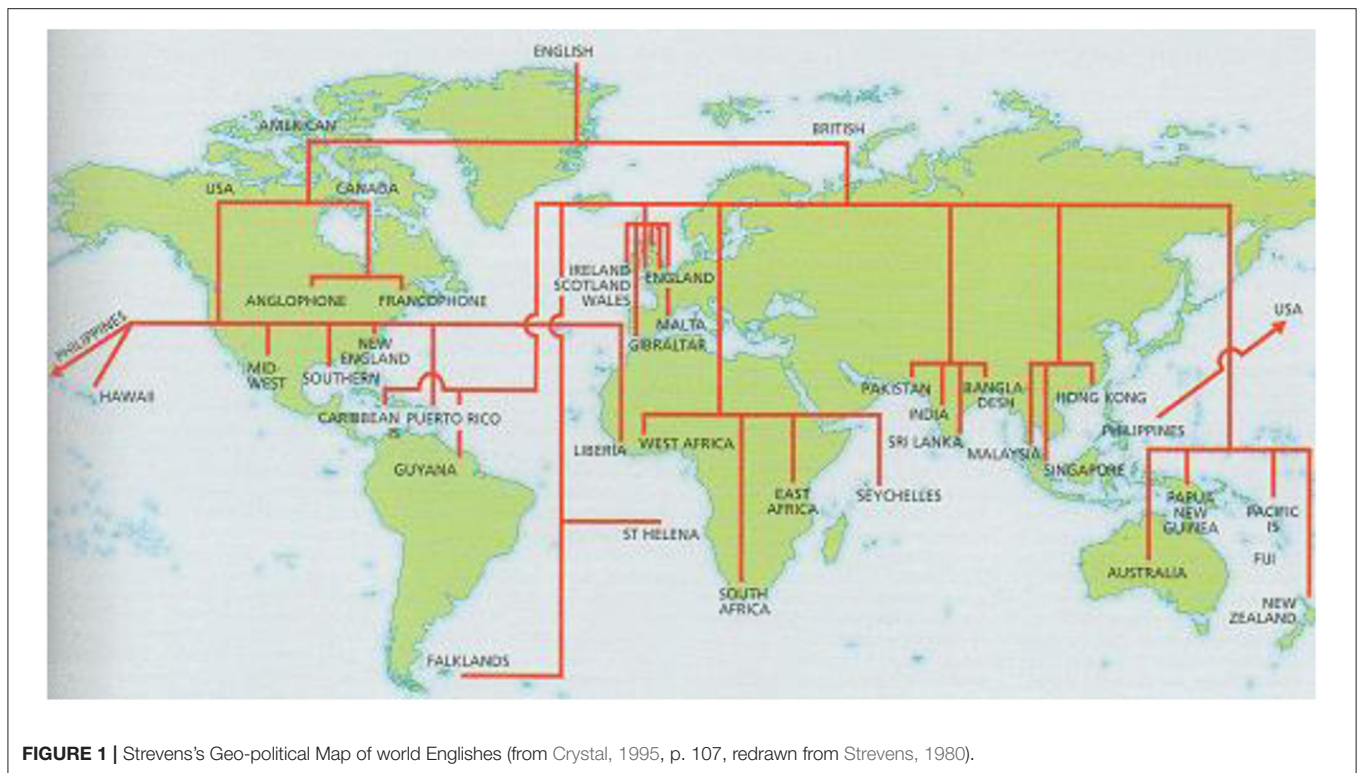 ENGLISH
AMERICAN
BRITISH
USA
CANADA
ANGLOPHONE
FRANCOPHONE
IRELAND
SCOTLAND
WALES
ENGLAND
MALTA
GIBRALTAR
PHILIPPINES
HAWAII
MID-
WEST
SOUTHERN
NEW
ENGLAND
CARIBBEAN
IS
PUERTO RICO
GUYANA
LIBERIA
WEST AFRICA
EAST
AFRICA
SEYCHELLES
ST HELENA
SOUTH
AFRICA
FALKLANDS
PAKISTAN
INDIA
BANGLA
DESH
SRI LANKA
HONG KONG
MALAYSIA
SINGAPORE
USA
PHILIPPINES
PAPUA
NEW
GUINEA
PACIFIC
IS
FIJI
AUSTRALIA
NEW
ZEALAND
FIGURE 1 | Strevens's Geo-political Map of world Englishes (from Crystal, 1995, p. 107, redrawn from Strevens, 1980).